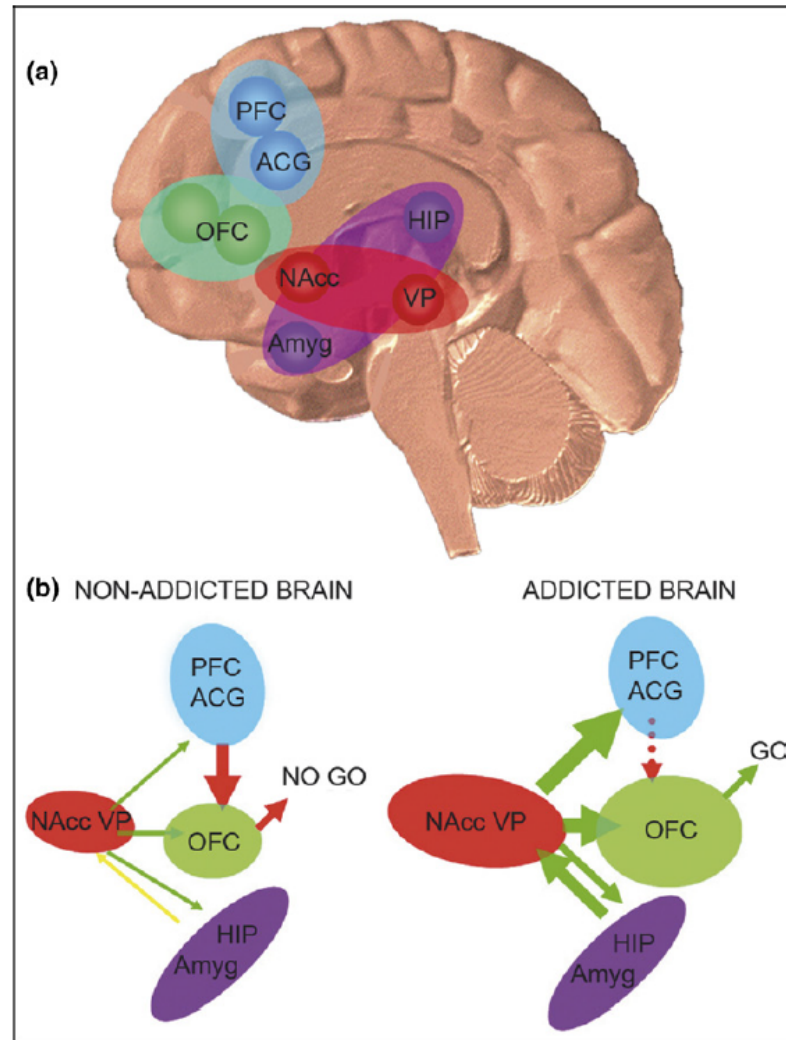 (a)
PFC
ACG
OFC
HIP
NAcc
VP
Amyg
(b) NON-ADDICTED BRAIN
ADDICTED BRAIN
PFC
ACG
NO GO
NAcc VP
OFC
HIP
Amyg
PFC
ACG
GO
NAcc VP
OFC
HIP
Amyg